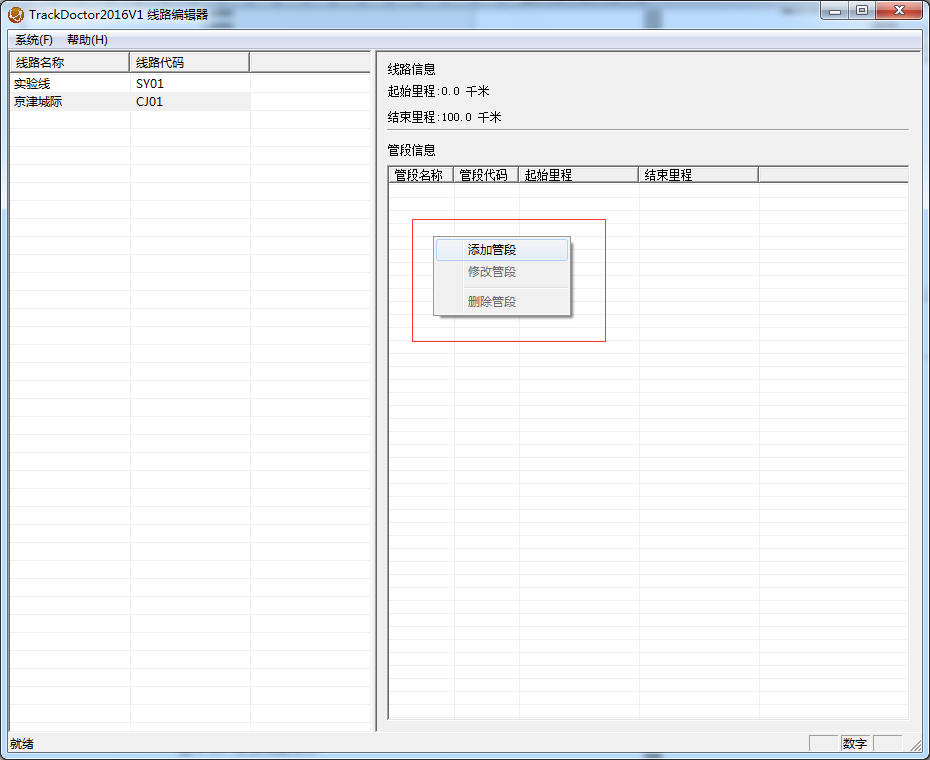 TrackDoctor2016V1 线路编辑器
系统(F) 帮助(H)
线路名称 线路代码
实验线 SY01
京津城际 CJ01
线路信息
起始里程:0.0 千米
结束里程:100.0 千米
管段信息
管段名称 管段代码 起始里程 结束里程
添加管段
修改管段
删除管段
就绪 数字